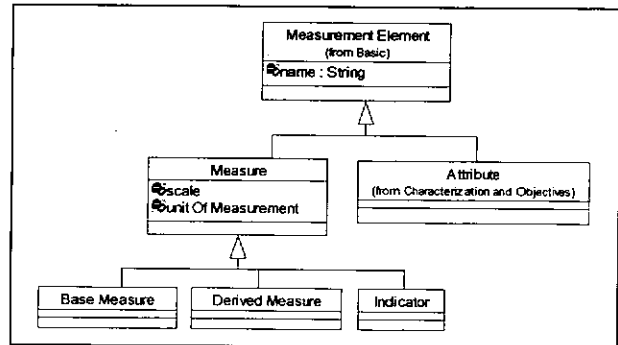 Measurement Element
(from Basic)
name : String
Measure
scale
unit Of Measurement
Attribute
(from Characterization and Objectives)
Base Measure
Derived Measure
Indicator